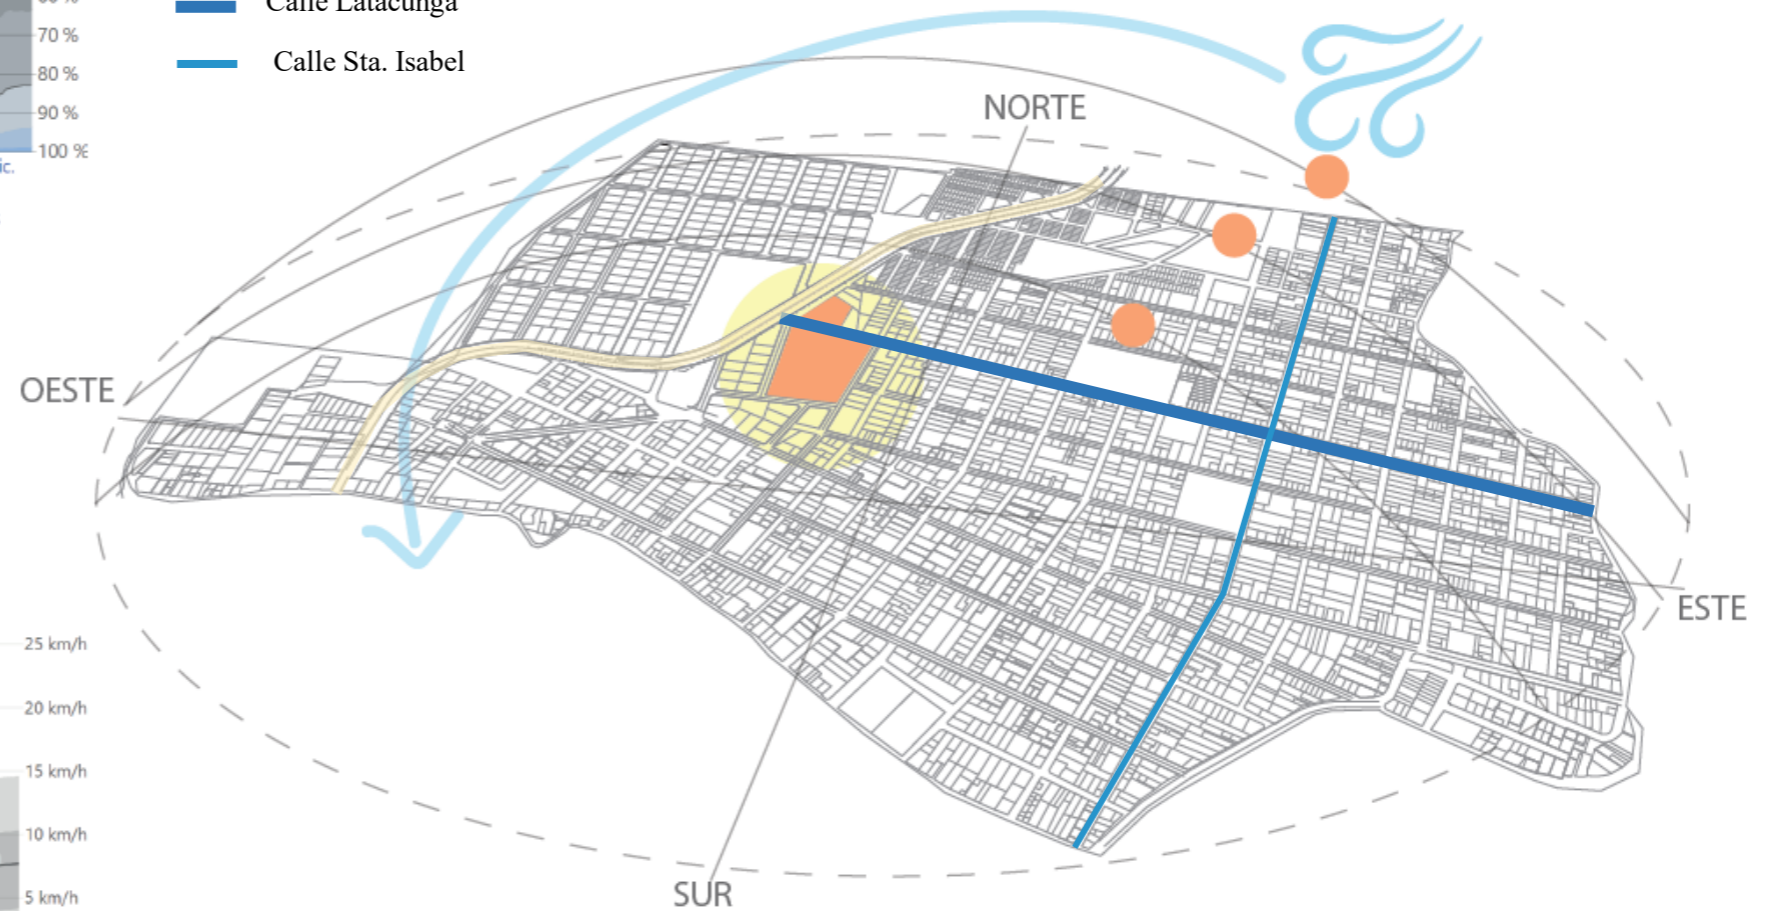 Calle Latacunga
Calle Sta. Isabel
70 %
80 %
90 %
100 %
ic.
NORTE
OESTE
ESTE
SUR
25 km/h
20 km/h
15 km/h
10 km/h
5 km/h